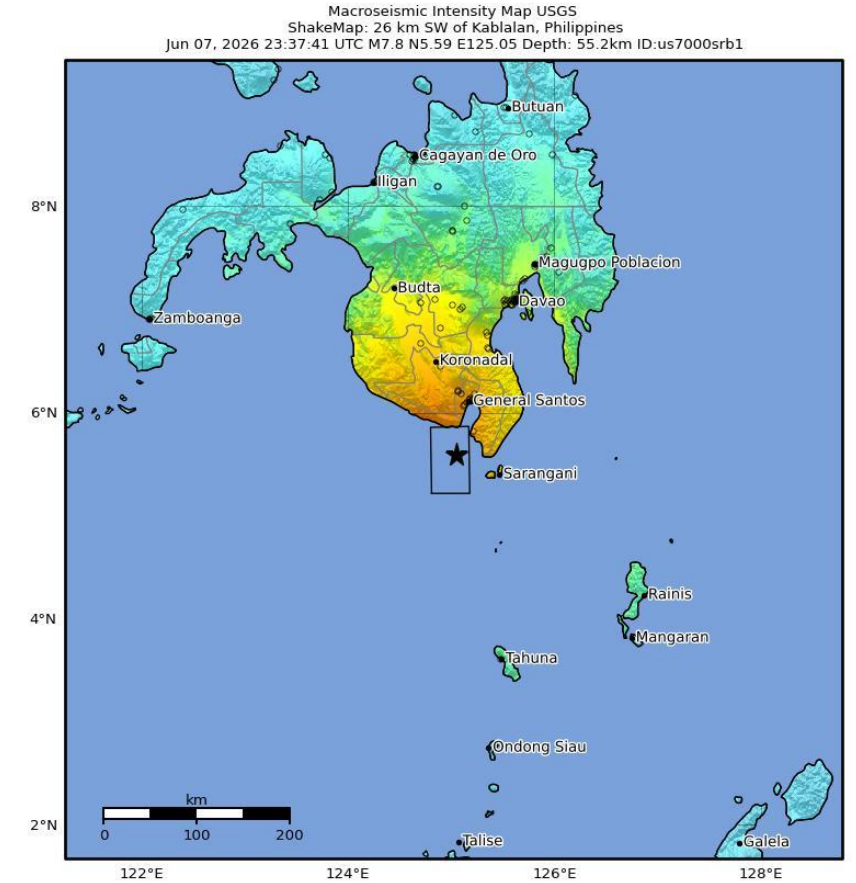 Macroseismic Intensity Map USGS
ShakeMap: 26 km SW of Kablalan, Philippines
Jun 07, 2026 23:37:41 UTC M7.8 N5.59 E125.05 Depth: 55.2km ID:us7000srb1
Butuan
Cagayan de Oro
Iligan
8°N
Magugpo Poblacion
Budta
Davao
Zamboanga
Koronadal
General Santos
6°N
Sarangani
Rainis
4°N
Mangaran
Tahuna
Ondong Siau
km
0 100 200
2°N
Talise
Galela
122°E 124°E 126°E 128°E